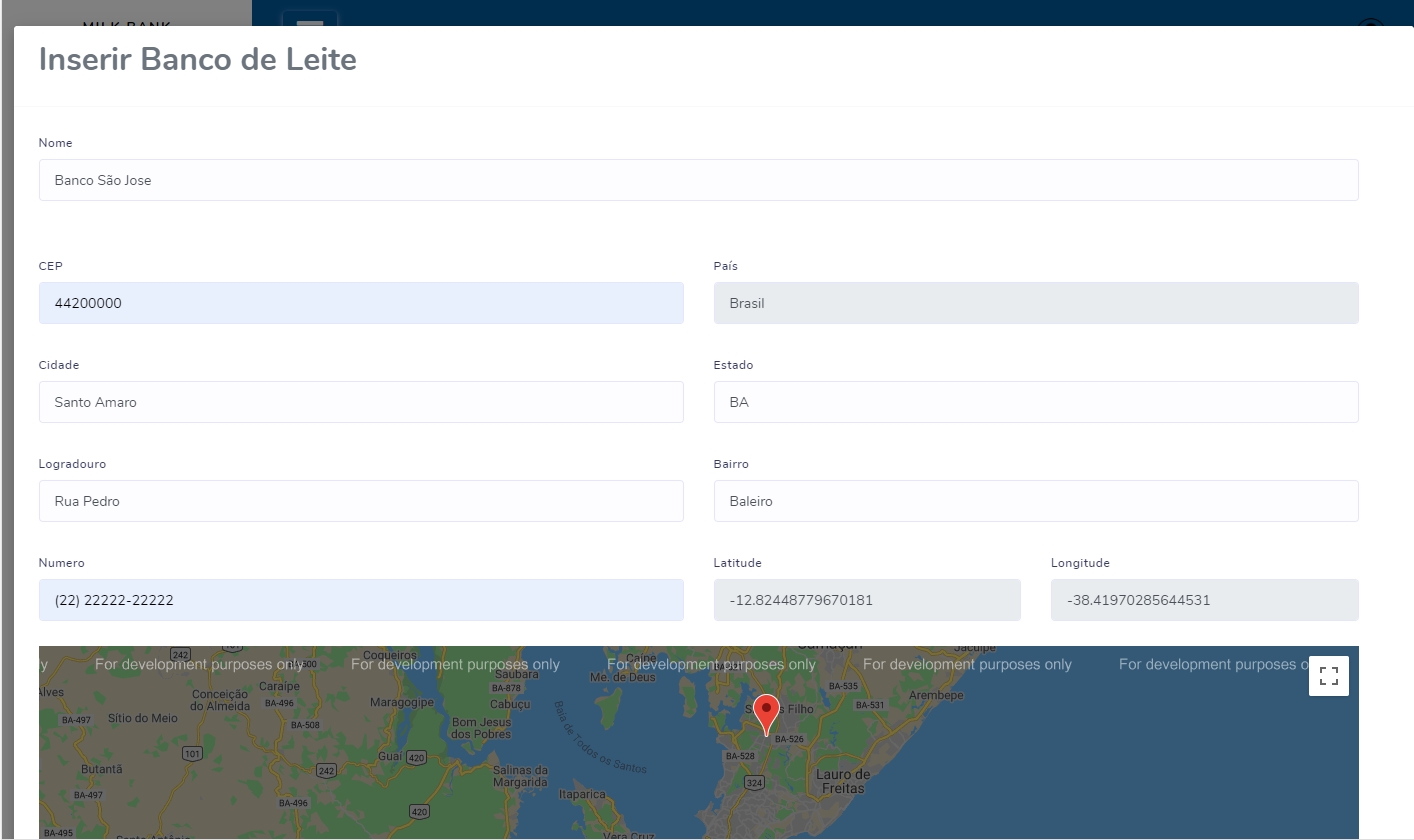 MILK BANK
Inserir Banco de Leite
Nome
Banco São Jose
CEP
País
44200000
Brasil
Cidade
Estado
Santo Amaro
BA
Logradouro
Bairro
Rua Pedro
Baleiro
Numero
Latitude
Longitude
(22) 22222-22222
-12.82448779670181
-38.41970285644531
y For development purposes only For development purposes only For development purposes only For development purposes only For development purposes o
242
Coqueiros
Caine
Me. de Deus
Jacuípe
Saubara
BA-878
Cabuçu
Alves
Conceição
do Almeida
Caraípe
BA-496
Maragogipe
BA-535
Arembepe
BA-531
BA-497
Sítio do Meio
BA-508
Bom Jesus
dos Pobres
Baía de Todos os Santos
Filho
BA-526
101
Guaí
420
BA-528
Butantã
242
Salinas da
Margarida
324
Lauro de
Freitas
BA-497
BA-496
420
Itaparica
BA-495
Santo Antônio
Vera Cruz